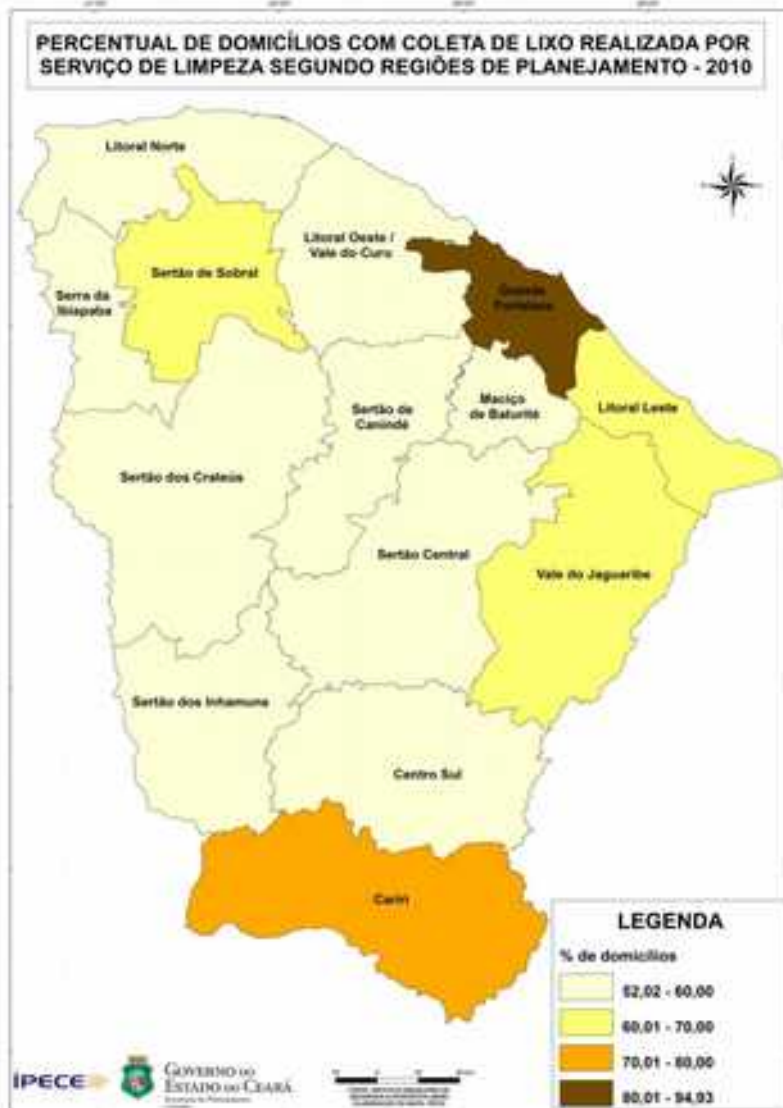 PERCENTUAL DE DOMICÍLIOS COM COLETA DE LIXO REALIZADA POR
SERVIÇO DE LIMPEZA SEGUNDO REGIÕES DE PLANEJAMENTO - 2010
Litoral Norte
Litoral Oeste /
Vale do Curu
Sertão de Sobral
Serra da
Ibiapaba
Grande
Fortaleza
Sertão de
Canindé
Maciço
de Baturité
Litoral Leste
Sertão dos Crateús
Sertão Central
Vale do Jaguaribe
Sertão dos Inhamuns
Centro Sul
Cariri
LEGENDA
% de domicílios
52,02 - 60,00
60,01 - 70,00
70,01 - 80,00
80,01 - 94,93
IPECE
GOVERNO DO
ESTADO DO CEARÁ